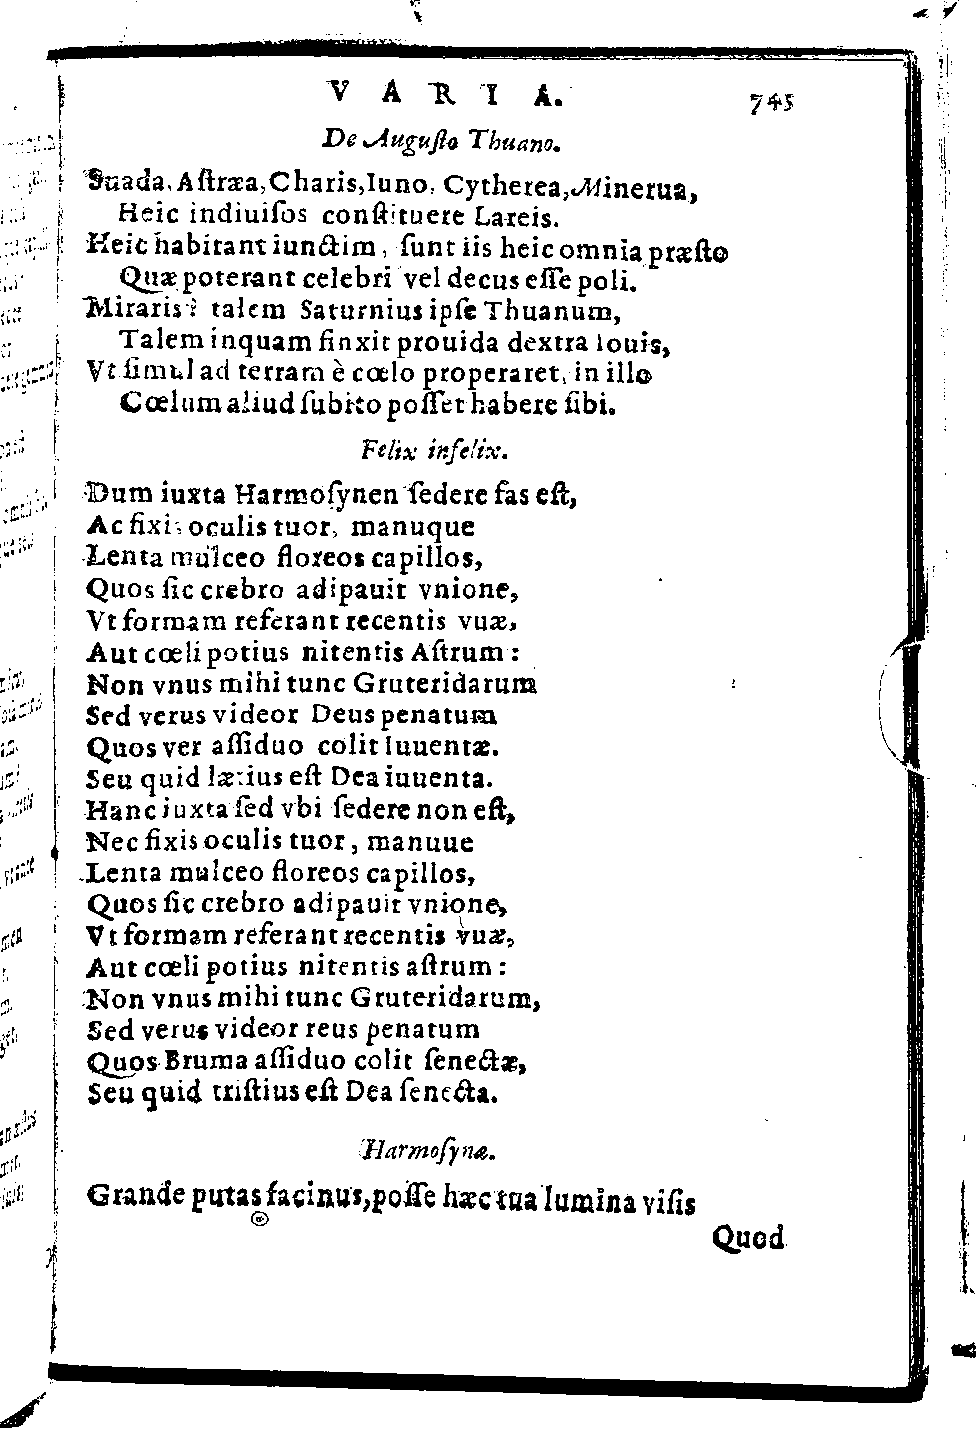 VARIA. 745
De Augusto Thuano.
Suada, Astræa, Charis, Iuno, Cytherea, Minerua,
Heic indiuisos constituere Lareis.
Heic habitant iunctim, sunt iis heic omnia præsto
Quæ poterant celebri vel decus esse poli.
Miraris? talem Saturnius ipse Thuanum,
Talem inquam finxit prouida dextra Iouis,
Vt simul ad terram è cœlo properaret, in illo
Cœlum aliud subito posset habere sibi.
Felix infelix.
Dum iuxta Harmosynen sedere fas est,
Ac fixis oculis tuor, manuque
Lenta mulceo floreos capillos,
Quos sic crebro adipauit vnione,
Vt formam referant recentis vuæ,
Aut cœli potius nitentis Astrum:
Non vnus mihi tunc Gruteridarum
Sed verus videor Deus penatum
Quos ver assiduo colit Iuuentæ.
Seu quid lætius est Dea iuuenta.
Hanc iuxta sed vbi sedere non est,
Nec fixis oculis tuor, manuue
Lenta mulceo floreos capillos,
Quos sic crebro adipauit vnione,
Vt formam referant recentis vuæ,
Aut cœli potius nitentis astrum:
Non vnus mihi tunc Gruteridarum,
Sed verus videor reus penatum
Quos Bruma assiduo colit senectæ,
Seu quid tristius est Dea senecta.
Harmosynæ.
Grande putas facinus, posse hæc tua lumina visis
Quod